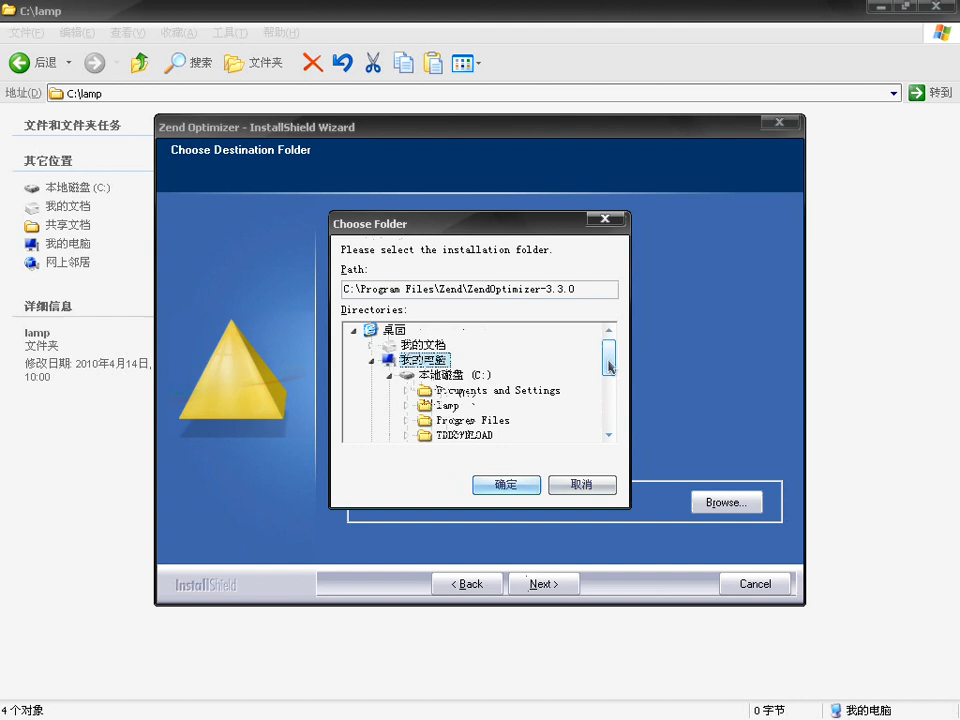 C:\lamp
文件(F) 编辑(E) 查看(V) 收藏(A) 工具(T) 帮助(H)
后退 搜索 文件夹
地址(D) C:\lamp 转到
文件和文件夹任务
其它位置
本地磁盘 (C:)
我的文档
共享文档
我的电脑
网上邻居
详细信息
lamp
文件夹
修改日期: 2010年4月14日,
10:00
Zend Optimizer - InstallShield Wizard
Choose Destination Folder
Choose Folder
Please select the installation folder.
Path:
C:\Program Files\Zend\ZendOptimizer-3.3.0
Directories:
桌面
我的文档
我的电脑
本地磁盘 (C:)
Documents and Settings
lamp
Program Files
确定 取消
Browse...
InstallShield
< Back Next > Cancel
4 个对象 0 字节 我的电脑